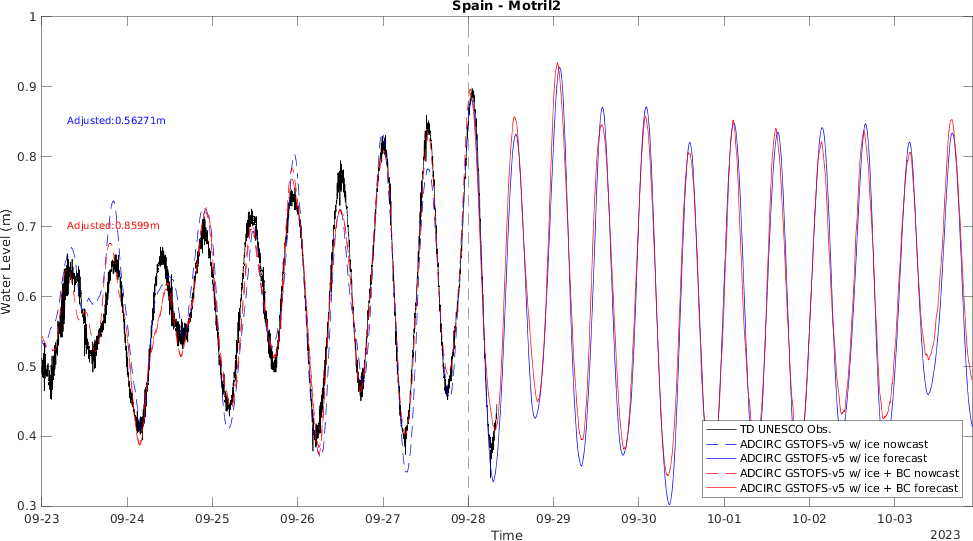 Spain - Motril2
1
0.9
0.8
0.7
0.6
0.5
0.4
0.3
Water Level (m)
Adjusted:0.56271m
Adjusted:0.8599m
TD UNESCO Obs.
ADCIRC GSTOFS-v5 w/ ice nowcast
ADCIRC GSTOFS-v5 w/ ice forecast
ADCIRC GSTOFS-v5 w/ ice + BC nowcast
ADCIRC GSTOFS-v5 w/ ice + BC forecast
09-23 09-24 09-25 09-26 09-27 09-28 09-29 09-30 10-01 10-02 10-03
Time
2023